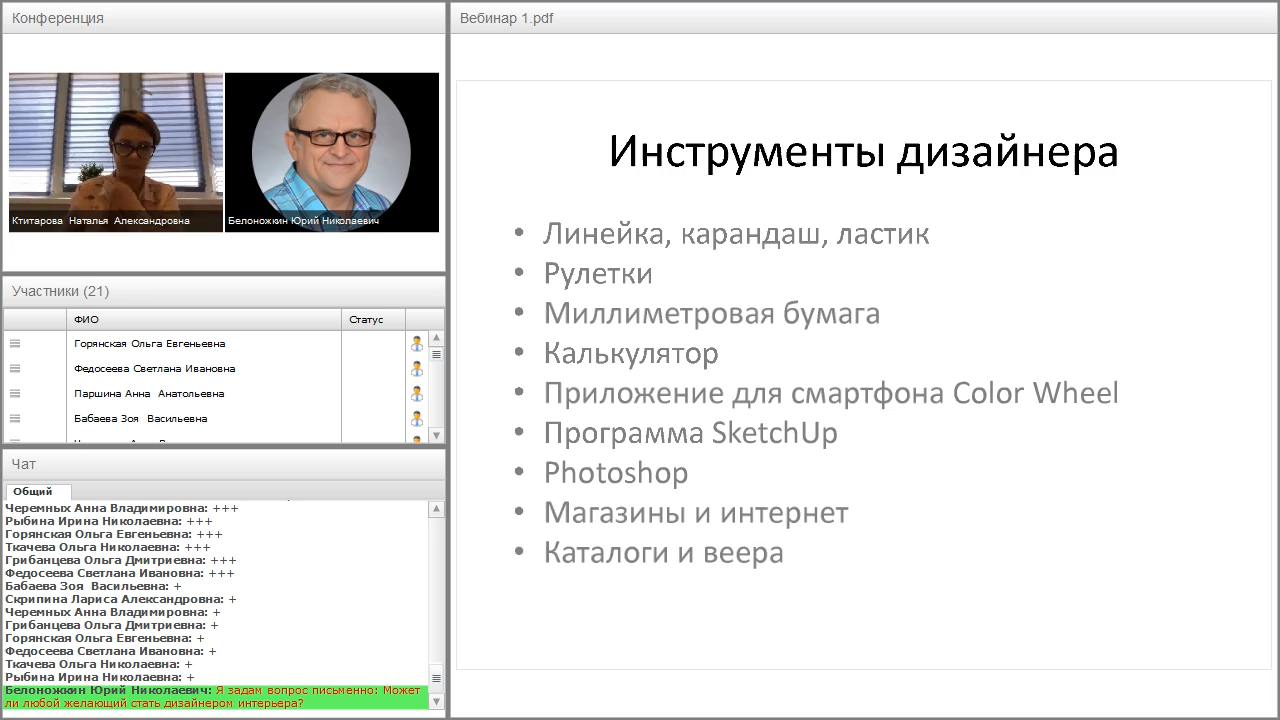 Конференция
Ктитарова Наталья Александровна
Белоножкин Юрий Николаевич
Участники (21)
ФИО
Статус
Горянская Ольга Евгеньевна
Федосеева Светлана Ивановна
Паршина Анна Анатольевна
Бабаева Зоя Васильевна
Чат
Общий
Черемных Анна Владимировна: +++
Рыбина Ирина Николаевна: +++
Горянская Ольга Евгеньевна: +++
Ткачева Ольга Николаевна: +++
Грибанцева Ольга Дмитриевна: +++
Федосеева Светлана Ивановна: +++
Бабаева Зоя Васильевна: +
Скрипина Лариса Александровна: +
Черемных Анна Владимировна: +
Грибанцева Ольга Дмитриевна: +
Горянская Ольга Евгеньевна: +
Федосеева Светлана Ивановна: +
Ткачева Ольга Николаевна: +
Рыбина Ирина Николаевна: +
Белоножкин Юрий Николаевич: Я задам вопрос письменно: Может
ли любой желающий стать дизайнером интерьера?
Вебинар 1.pdf
Инструменты дизайнера
• Линейка, карандаш, ластик
• Рулетки
• Миллиметровая бумага
• Калькулятор
• Приложение для смартфона Color Wheel
• Программа SketchUp
• Photoshop
• Магазины и интернет
• Каталоги и веера